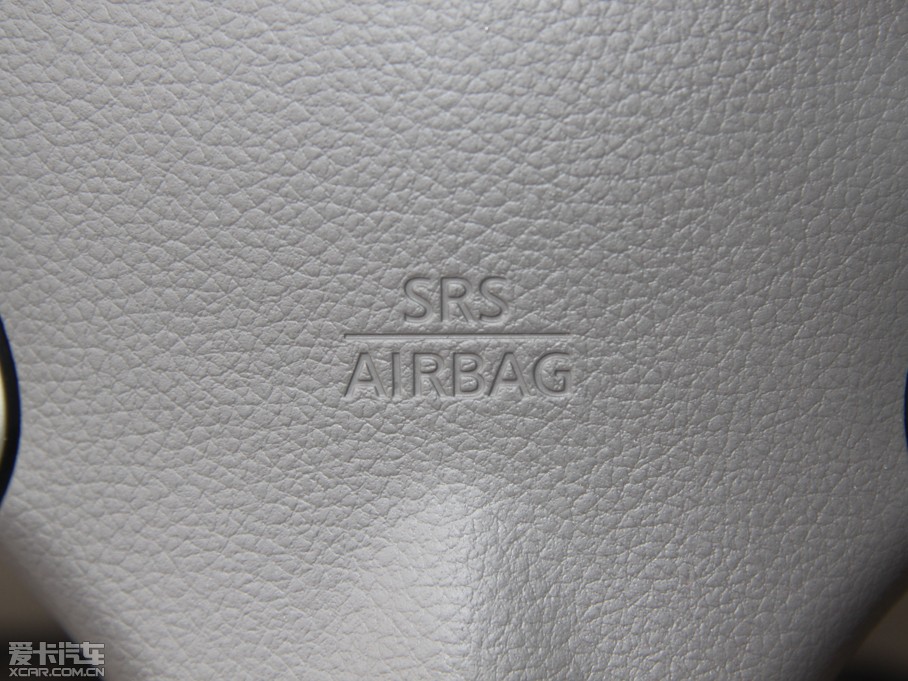 SRS
AIRBAG
爱卡汽车
XCAR.COM.CN